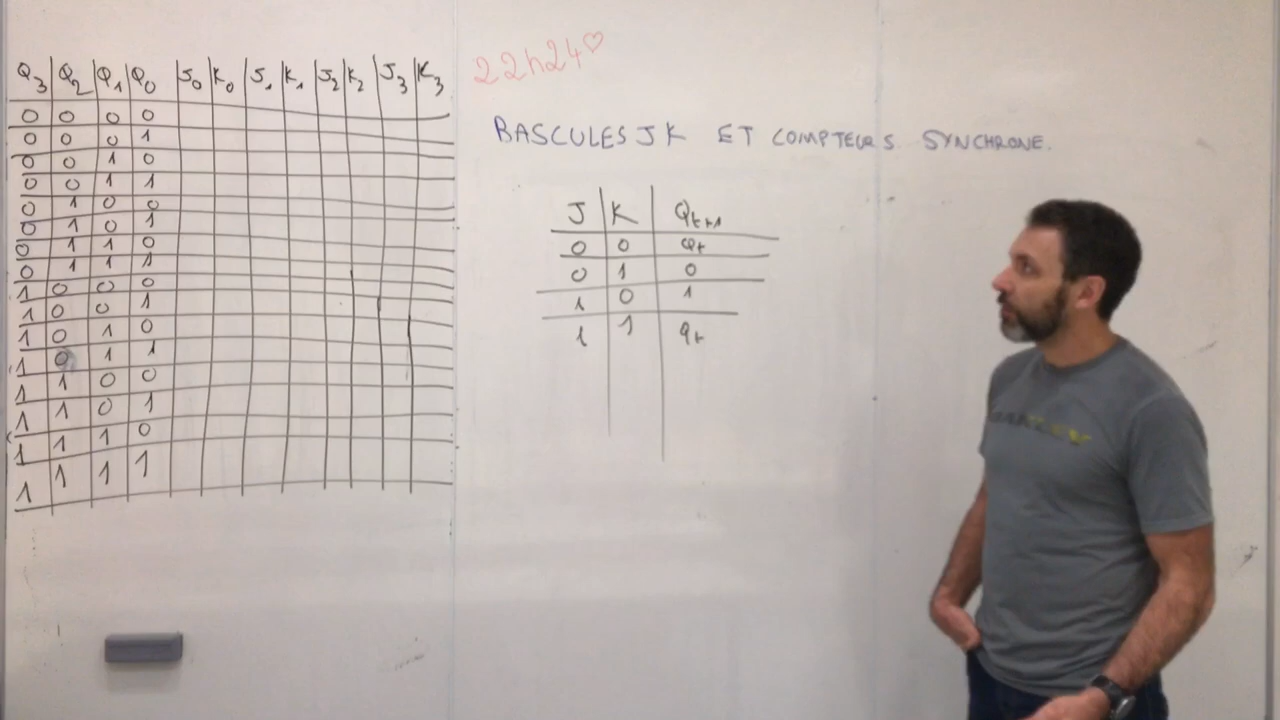 22h24♡
BASCULES JK ET COMPTEURS SYNCHRONE.
Q3 Q2 Q1 Q0 J0 K0 J1 K1 J2 K2 J3 K3
0 0 0 0
0 0 0 1
0 0 1 0
0 0 1 1
0 1 0 0
0 1 0 1
0 1 1 0
0 1 1 1
1 0 0 0
1 0 0 1
1 0 1 0
1 0 1 1
1 1 0 0
1 1 0 1
1 1 1 0
1 1 1 1
J K Qt+1
0 0 Qt
0 1 0
1 0 1
1 1 qt